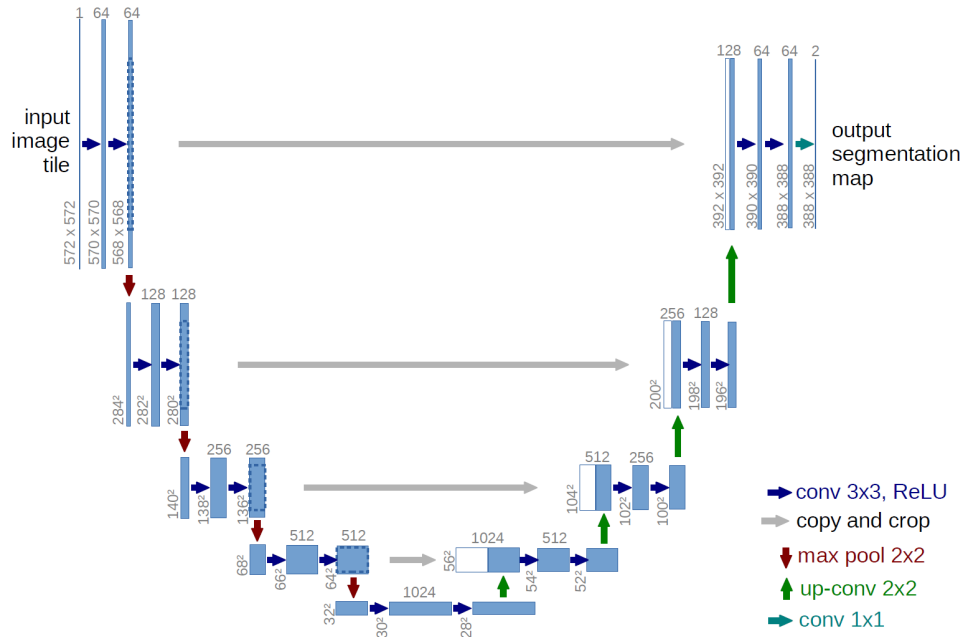 1 64 64
input
image
tile
572 x 572
570 x 570
568 x 568
128 64 64 2
output
segmentation
map
392 x 392
390 x 390
388 x 388
388 x 388
128 128
284²
282²
280²
256 128
200²
198²
196²
256 256
140²
138²
136²
512 256
104²
102²
100²
512 512
68²
66²
64²
1024 512
56²
54²
52²
1024
32²
30²
28²
conv 3x3, ReLU
copy and crop
max pool 2x2
up-conv 2x2
conv 1x1